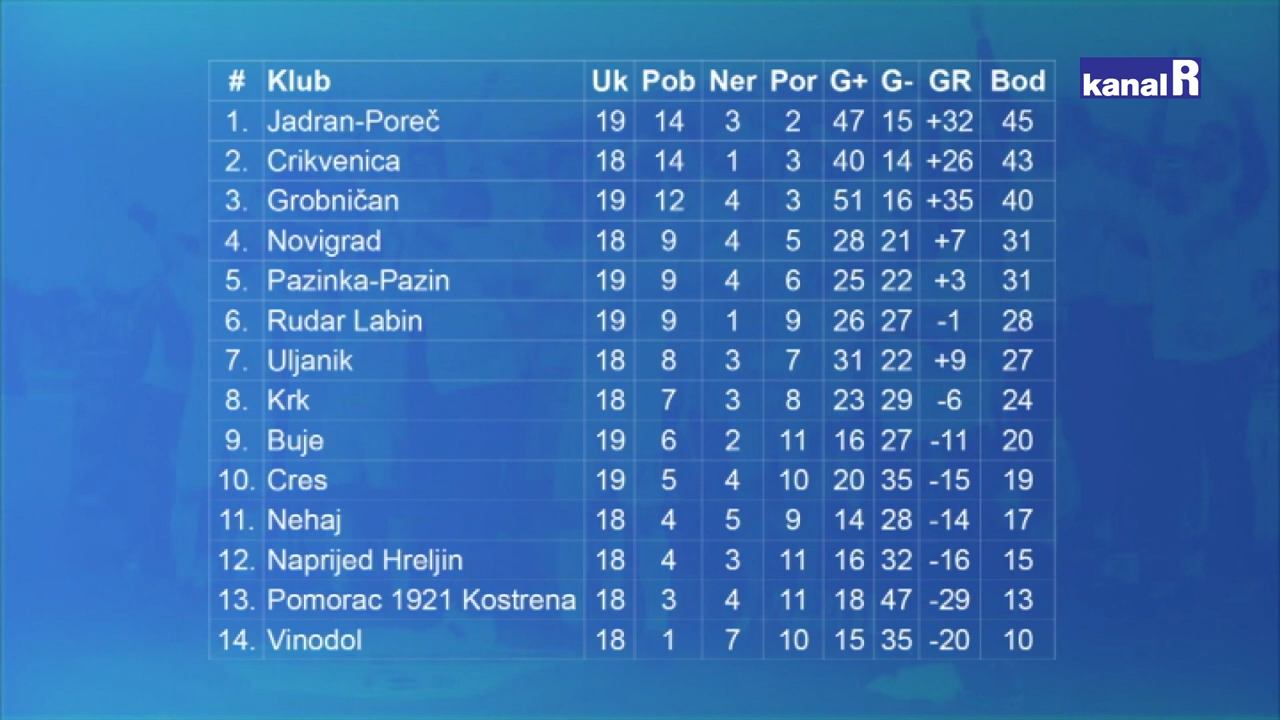 kanal R
# Klub Uk Pob Ner Por G+ G- GR Bod
1. Jadran-Poreč 19 14 3 2 47 15 +32 45
2. Crikvenica 18 14 1 3 40 14 +26 43
3. Grobničan 19 12 4 3 51 16 +35 40
4. Novigrad 18 9 4 5 28 21 +7 31
5. Pazinka-Pazin 19 9 4 6 25 22 +3 31
6. Rudar Labin 19 9 1 9 26 27 -1 28
7. Uljanik 18 8 3 7 31 22 +9 27
8. Krk 18 7 3 8 23 29 -6 24
9. Buje 19 6 2 11 16 27 -11 20
10. Cres 19 5 4 10 20 35 -15 19
11. Nehaj 18 4 5 9 14 28 -14 17
12. Naprijed Hreljin 18 4 3 11 16 32 -16 15
13. Pomorac 1921 Kostrena 18 3 4 11 18 47 -29 13
14. Vinodol 18 1 7 10 15 35 -20 10